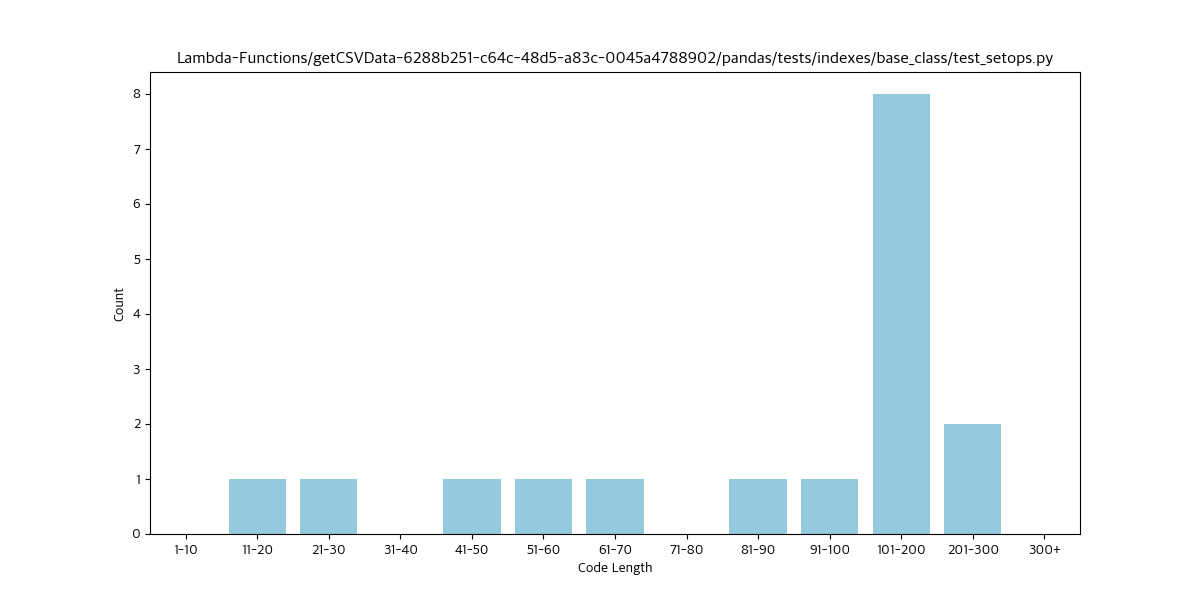 Lambda-Functions/getCSVData-6288b251-c64c-48d5-a83c-0045a4788902/pandas/tests/indexes/base_class/test_setops.py
8
7
6
5
4
3
2
1
0
Count
1-10 11-20 21-30 31-40 41-50 51-60 61-70 71-80 81-90 91-100 101-200 201-300 300+
Code Length